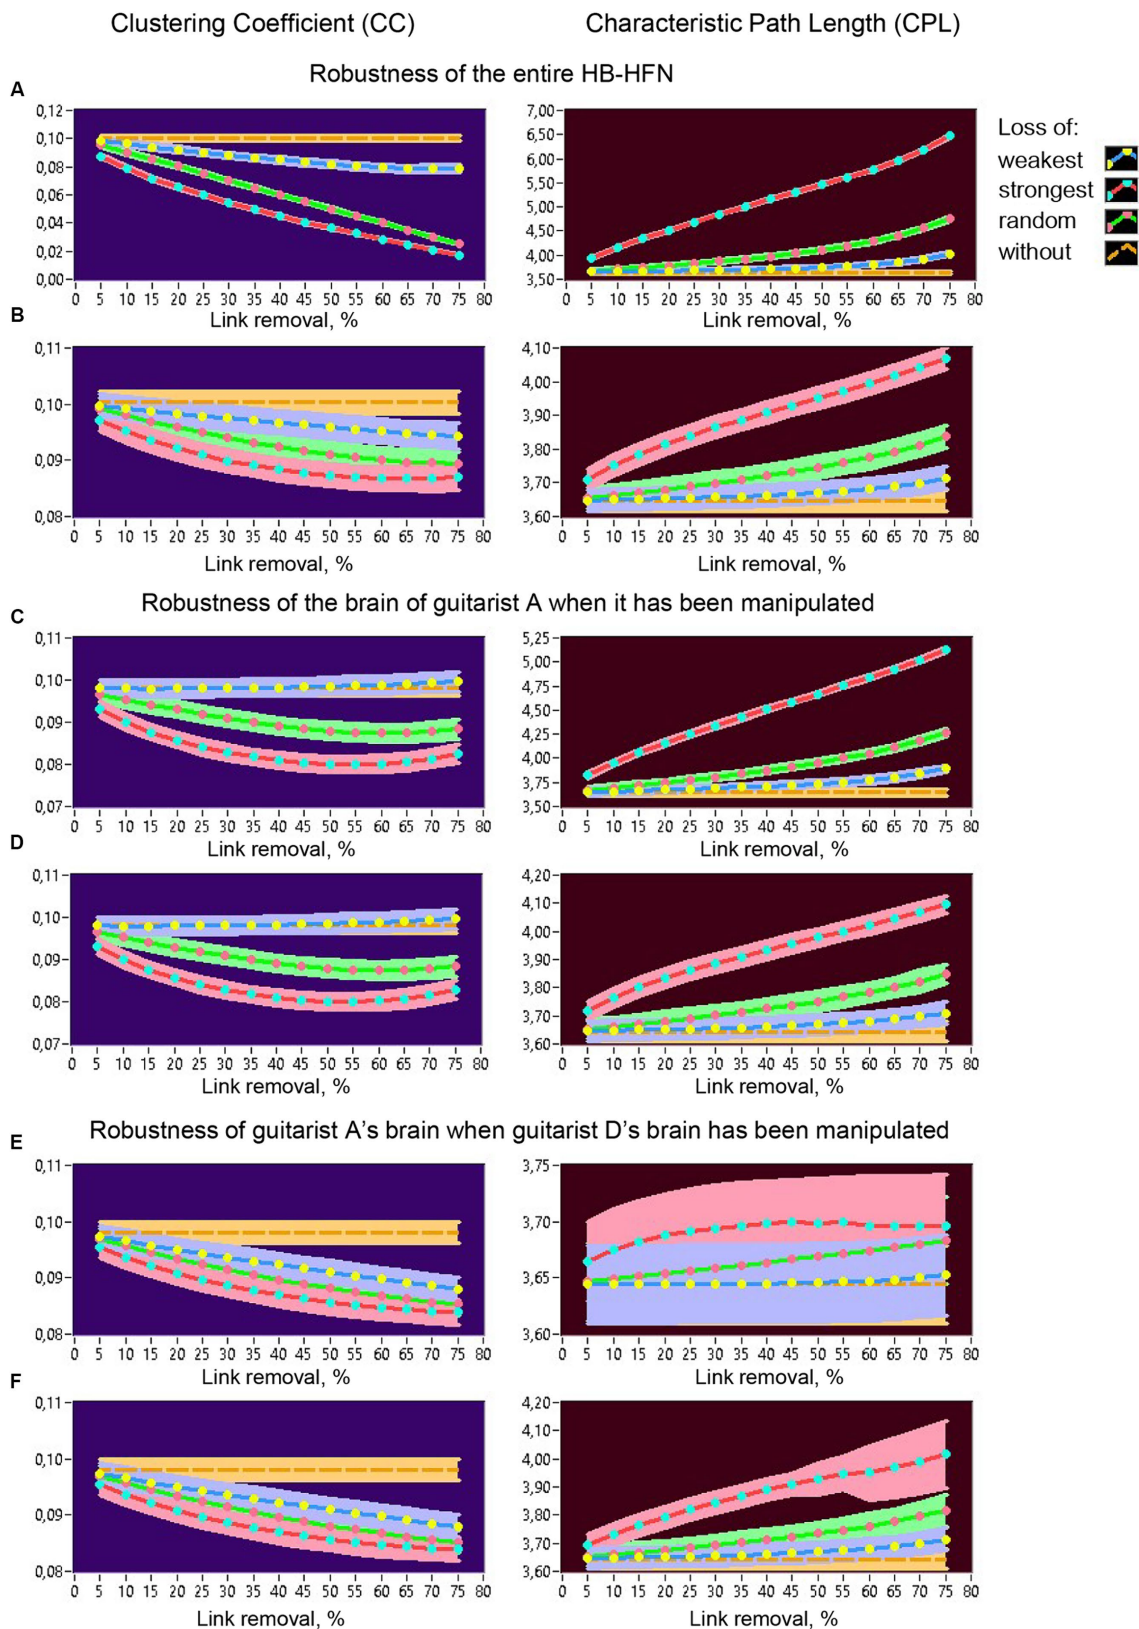 Clustering Coefficient (CC) Characteristic Path Length (CPL)
Robustness of the entire HB-HFN
A
0,12
0,10
0,08
0,06
0,04
0,02
0,00
0 5 10 15 20 25 30 35 40 45 50 55 60 65 70 75 80
Link removal, %
7,00
6,50
6,00
5,50
5,00
4,50
4,00
3,50
0 5 10 15 20 25 30 35 40 45 50 55 60 65 70 75 80
Link removal, %
Loss of:
weakest
strongest
random
without
B
0,11
0,10
0,09
0,08
0 5 10 15 20 25 30 35 40 45 50 55 60 65 70 75 80
Link removal, %
4,10
4,00
3,90
3,80
3,70
3,60
0 5 10 15 20 25 30 35 40 45 50 55 60 65 70 75 80
Link removal, %
Robustness of the brain of guitarist A when it has been manipulated
C
0,11
0,10
0,09
0,08
0,07
0 5 10 15 20 25 30 35 40 45 50 55 60 65 70 75 80
Link removal, %
5,25
5,00
4,75
4,50
4,25
4,00
3,75
3,50
0 5 10 15 20 25 30 35 40 45 50 55 60 65 70 75 80
Link removal, %
D
0,11
0,10
0,09
0,08
0,07
0 5 10 15 20 25 30 35 40 45 50 55 60 65 70 75 80
Link removal, %
4,20
4,10
4,00
3,90
3,80
3,70
3,60
0 5 10 15 20 25 30 35 40 45 50 55 60 65 70 75 80
Link removal, %
Robustness of guitarist A's brain when guitarist D's brain has been manipulated
E
0,11
0,10
0,09
0,08
0 5 10 15 20 25 30 35 40 45 50 55 60 65 70 75 80
Link removal, %
3,75
3,70
3,65
3,60
0 5 10 15 20 25 30 35 40 45 50 55 60 65 70 75 80
Link removal, %
F
0,11
0,10
0,09
0,08
0 5 10 15 20 25 30 35 40 45 50 55 60 65 70 75 80
Link removal, %
4,20
4,10
4,00
3,90
3,80
3,70
3,60
0 5 10 15 20 25 30 35 40 45 50 55 60 65 70 75 80
Link removal, %